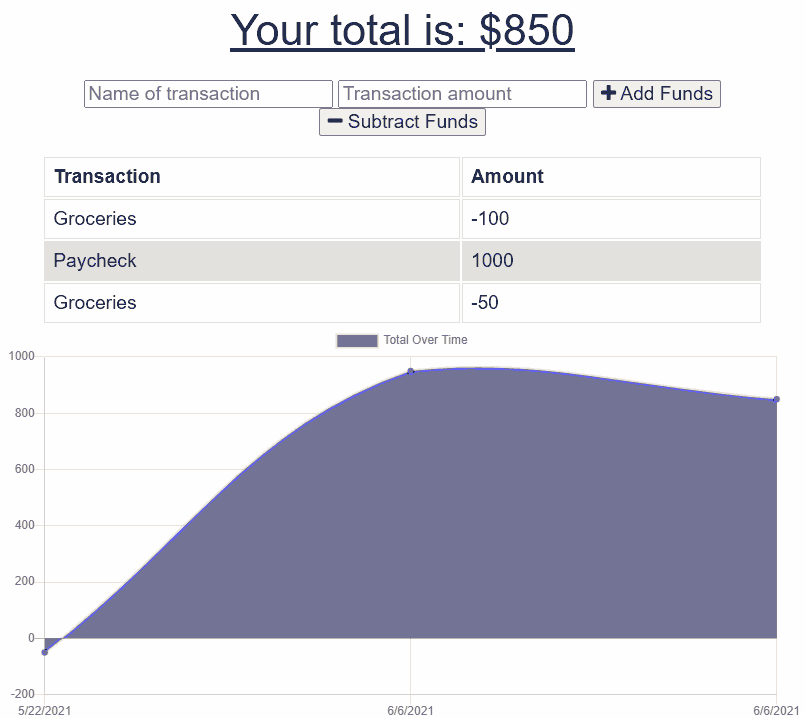 Your total is: $850
Name of transaction Transaction amount Add Funds
Subtract Funds
Transaction Amount
Groceries -100
Paycheck 1000
Groceries -50
Total Over Time
1000
800
600
400
200
0
-200
5/22/2021 6/6/2021 6/6/2021